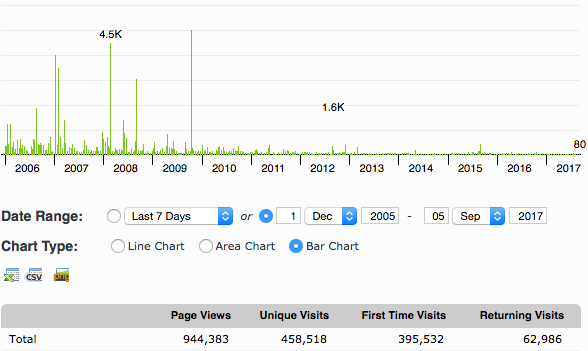 4.5K
1.6K
80
2006 2007 2008 2009 2010 2011 2012 2013 2014 2015 2016 2017
Date Range: Last 7 Days or 1 Dec 2005 - 05 Sep 2017
Chart Type: Line Chart Area Chart Bar Chart
CSV png
Page Views Unique Visits First Time Visits Returning Visits
Total 944,383 458,518 395,532 62,986